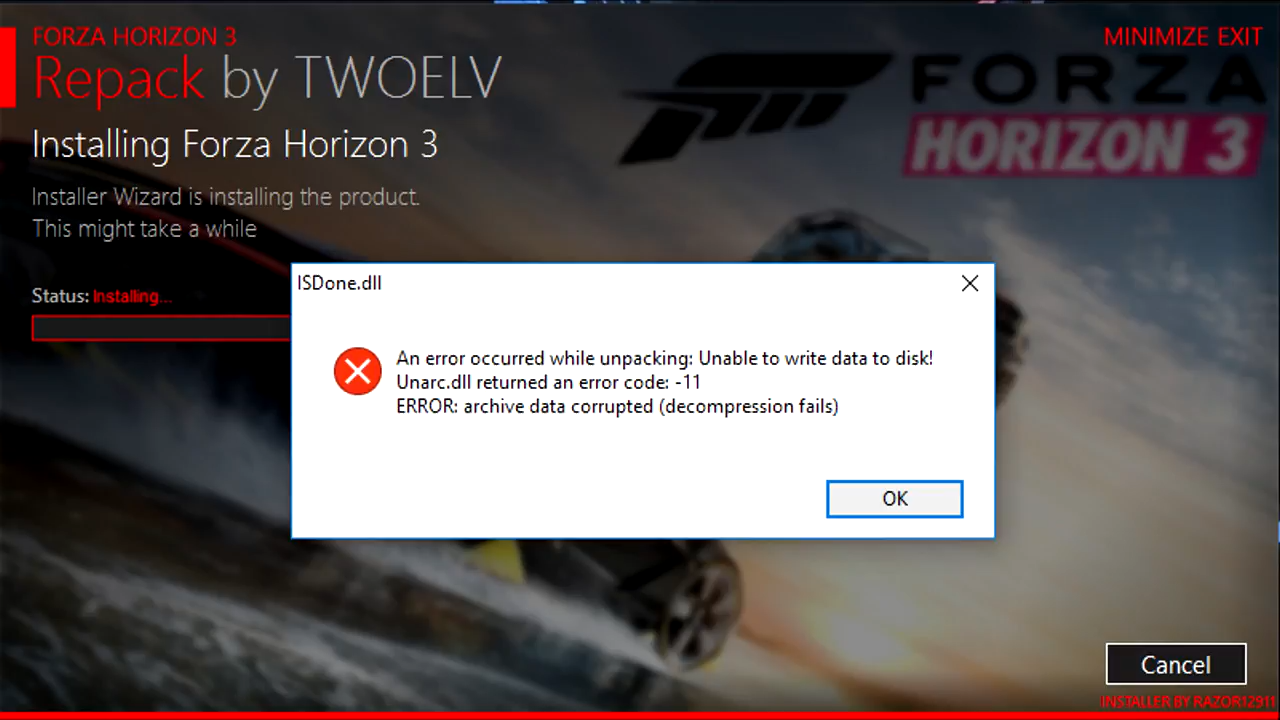 FORZA HORIZON 3
MINIMIZE EXIT
Repack by TWOELV
FORZA
HORIZON 3
Installing Forza Horizon 3
Installer Wizard is installing the product.
This might take a while
Status: Installing...
ISDone.dll
An error occurred while unpacking: Unable to write data to disk!
Unarc.dll returned an error code: -11
ERROR: archive data corrupted (decompression fails)
OK
Cancel
INSTALLER BY RAZOR12911